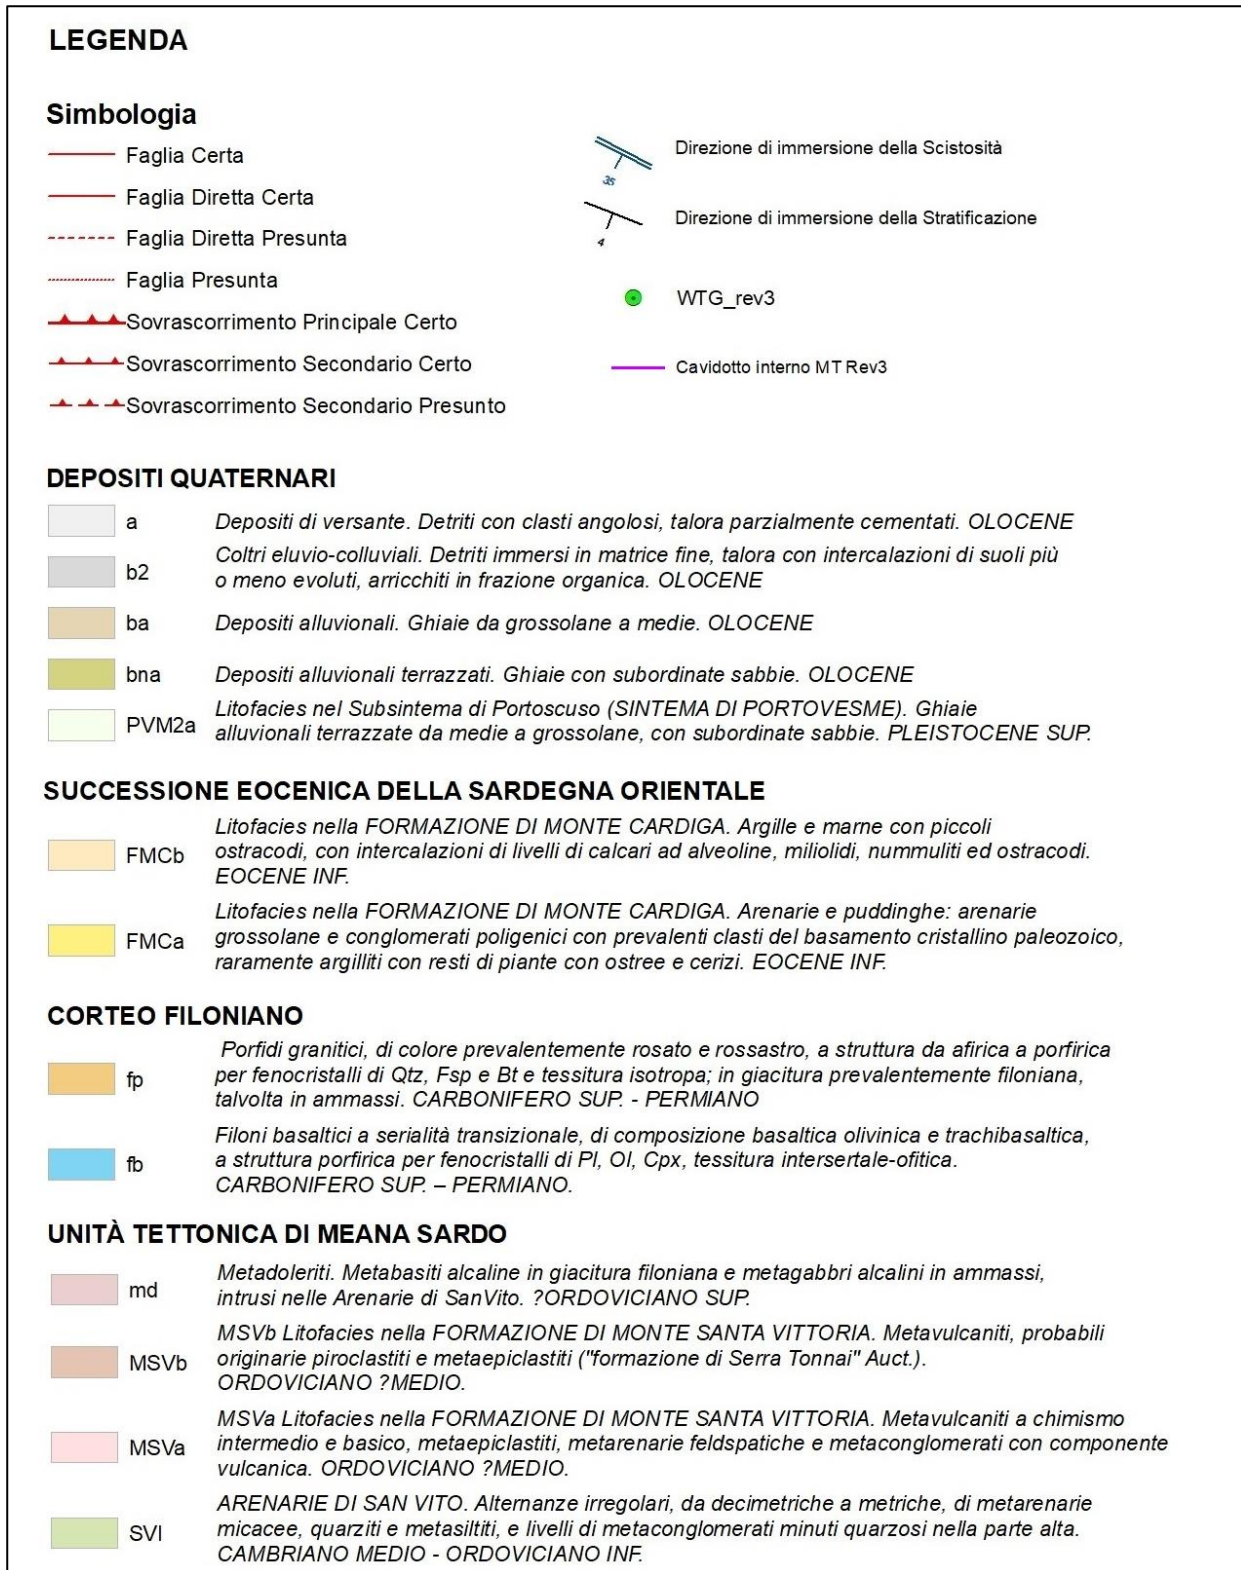 LEGENDA
Simbologia
Faglia Certa
Faglia Diretta Certa
Faglia Diretta Presunta
Faglia Presunta
Sovrascorrimento Principale Certo
Sovrascorrimento Secondario Certo
Sovrascorrimento Secondario Presunto
35
Direzione di immersione della Scistosità
4
Direzione di immersione della Stratificazione
WTG_rev3
Cavidotto interno MT Rev3
DEPOSITI QUATERNARI
a
Depositi di versante. Detriti con clasti angolosi, talora parzialmente cementati. OLOCENE
b2
Coltri eluvio-colluviali. Detriti immersi in matrice fine, talora con intercalazioni di suoli più
o meno evoluti, arricchiti in frazione organica. OLOCENE
ba
Depositi alluvionali. Ghiaie da grossolane a medie. OLOCENE
bna
Depositi alluvionali terrazzati. Ghiaie con subordinate sabbie. OLOCENE
PVM2a
Litofacies nel Subsintema di Portoscuso (SINTEMA DI PORTOVESME). Ghiaie
alluvionali terrazzate da medie a grossolane, con subordinate sabbie. PLEISTOCENE SUP.
SUCCESSIONE EOCENICA DELLA SARDEGNA ORIENTALE
FMCb
Litofacies nella FORMAZIONE DI MONTE CARDIGA. Argille e marne con piccoli
ostracodi, con intercalazioni di livelli di calcari ad alveoline, miliolidi, nummuliti ed ostracodi.
EOCENE INF.
FMCa
Litofacies nella FORMAZIONE DI MONTE CARDIGA. Arenarie e puddinghe: arenarie
grossolane e conglomerati poligenici con prevalenti clasti del basamento cristallino paleozoico,
raramente argilliti con resti di piante con ostree e cerizi. EOCENE INF.
CORTEO FILONIANO
fp
Porfidi granitici, di colore prevalentemente rosato e rossastro, a struttura da afirica a porfirica
per fenocristalli di Qtz, Fsp e Bt e tessitura isotropa; in giacitura prevalentemente filoniana,
talvolta in ammassi. CARBONIFERO SUP. - PERMIANO
fb
Filoni basaltici a serialità transizionale, di composizione basaltica olivinica e trachibasaltica,
a struttura porfirica per fenocristalli di Pl, Ol, Cpx, tessitura intersertale-ofitica.
CARBONIFERO SUP. – PERMIANO.
UNITÀ TETTONICA DI MEANA SARDO
md
Metadoleriti. Metabasiti alcaline in giacitura filoniana e metagabbri alcalini in ammassi,
intrusi nelle Arenarie di SanVito. ?ORDOVICIANO SUP.
MSVb
MSVb Litofacies nella FORMAZIONE DI MONTE SANTA VITTORIA. Metavulcaniti, probabili
originarie piroclastiti e metaepiclastiti ("formazione di Serra Tonnai" Auct.).
ORDOVICIANO ?MEDIO.
MSVa
MSVa Litofacies nella FORMAZIONE DI MONTE SANTA VITTORIA. Metavulcaniti a chimismo
intermedio e basico, metaepiclastiti, metarenarie feldspatiche e metaconglomerati con componente
vulcanica. ORDOVICIANO ?MEDIO.
SVI
ARENARIE DI SAN VITO. Alternanze irregolari, da decimetriche a metriche, di metarenarie
micacee, quarziti e metasiltiti, e livelli di metaconglomerati minuti quarzosi nella parte alta.
CAMBRIANO MEDIO - ORDOVICIANO INF.